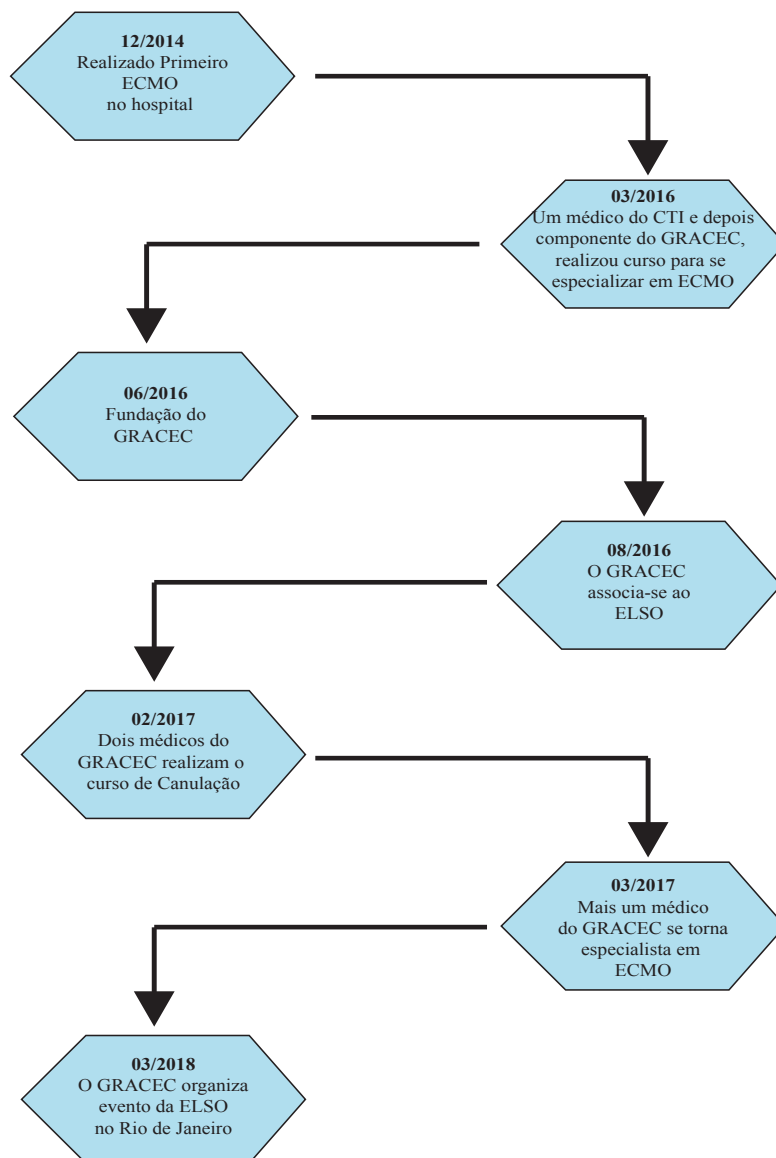 12/2014
Realizado Primeiro
ECMO
no hospital
03/2016
Um médico do CTI e depois
componente do GRACEC,
realizou curso para se
especializar em ECMO
06/2016
Fundação do
GRACEC
08/2016
O GRACEC
associa-se ao
ELSO
02/2017
Dois médicos do
GRACEC realizam o
curso de Canulação
03/2017
Mais um médico
do GRACEC se torna
especialista em
ECMO
03/2018
O GRACEC organiza
evento da ELSO
no Rio de Janeiro